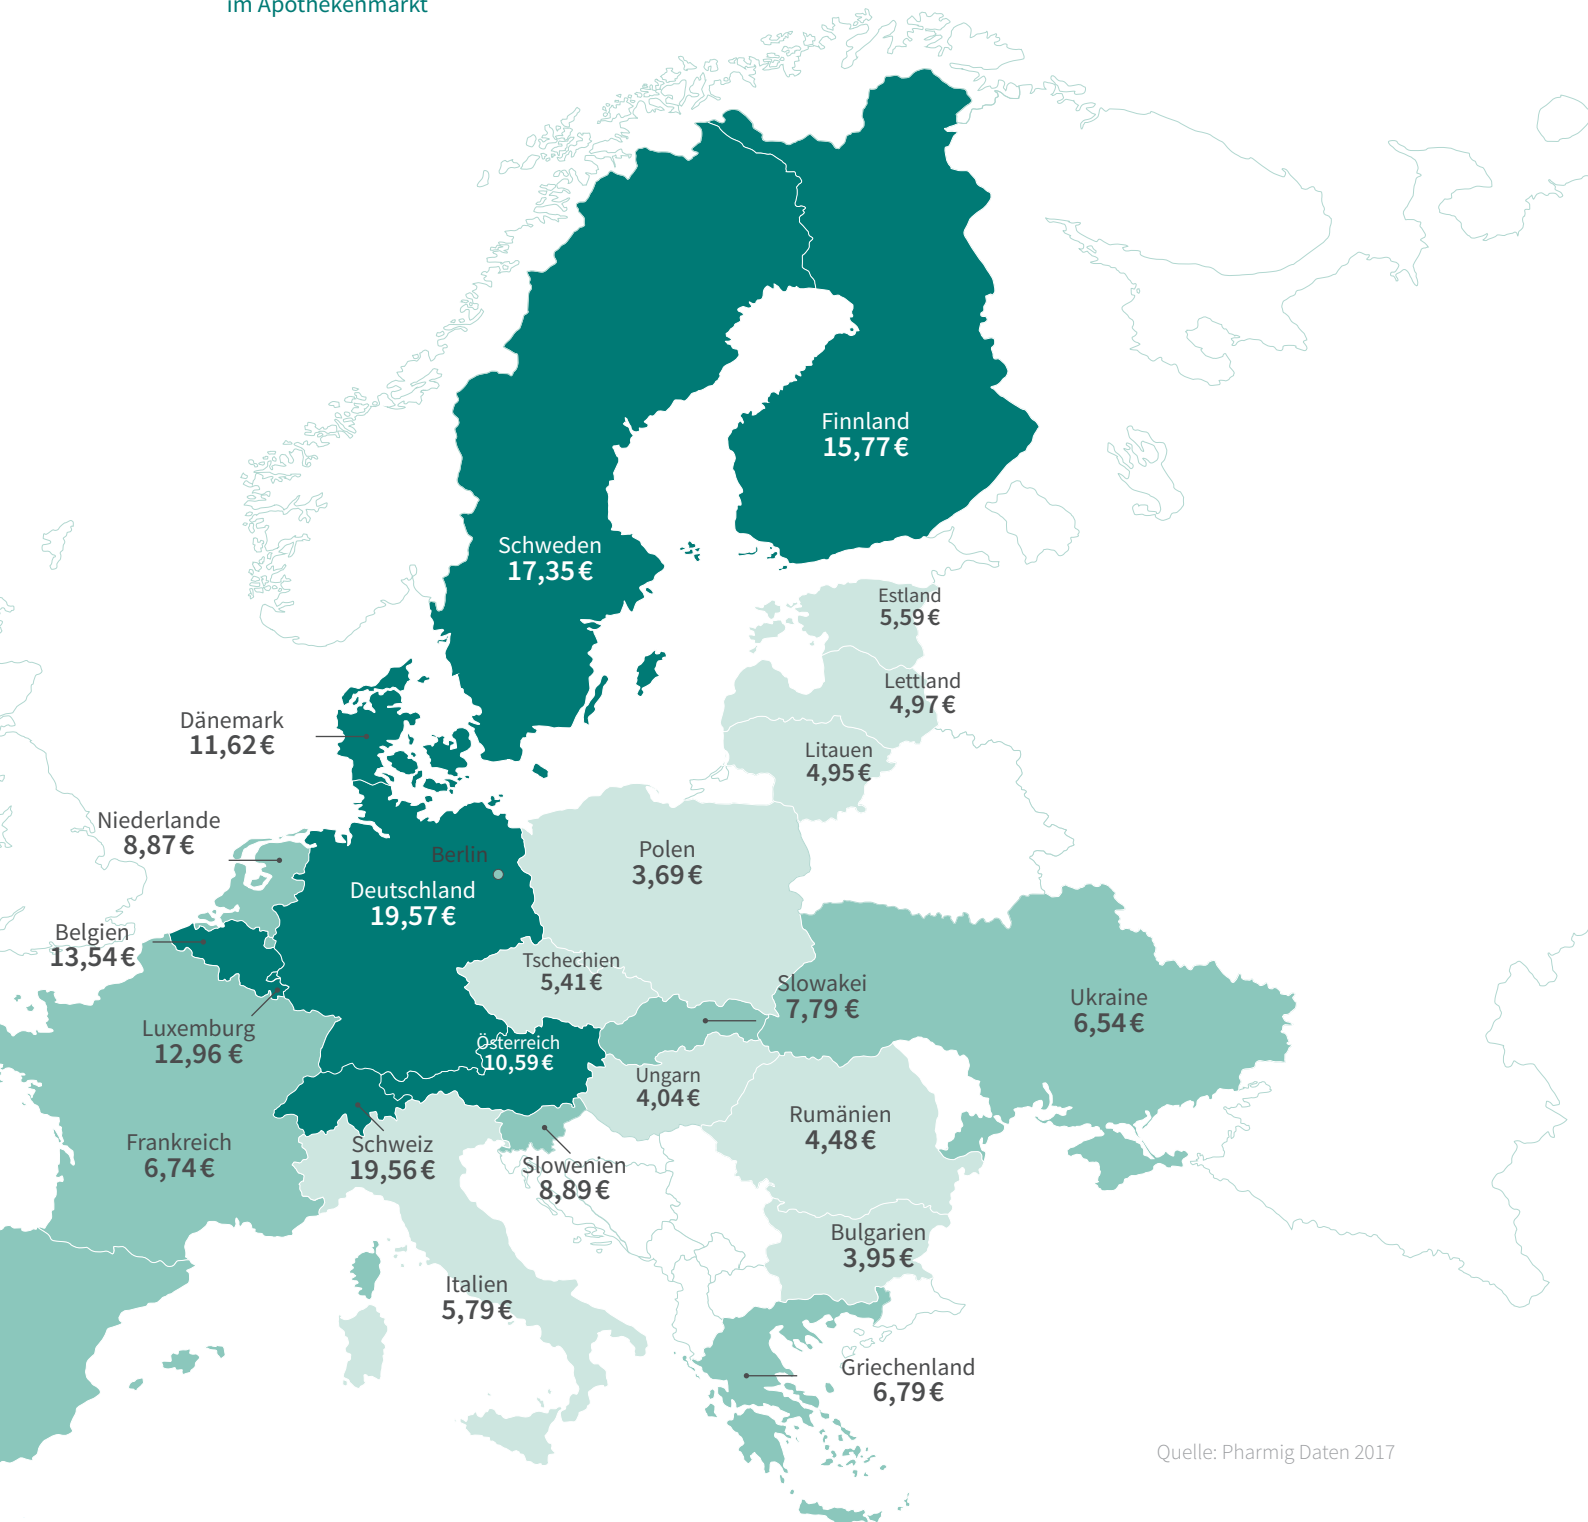 im Apothekenmarkt
Finnland
15,77 €
Schweden
17,35 €
Estland
5,59 €
Lettland
4,97 €
Dänemark
11,62 €
Litauen
4,95 €
Niederlande
8,87 €
Polen
3,69 €
Berlin
Deutschland
19,57 €
Belgien
13,54 €
Tschechien
5,41 €
Slowakei
7,79 €
Ukraine
6,54 €
Luxemburg
12,96 €
Österreich
10,59 €
Ungarn
4,04 €
Rumänien
4,48 €
Frankreich
6,74 €
Schweiz
19,56 €
Slowenien
8,89 €
Bulgarien
3,95 €
Italien
5,79 €
Griechenland
6,79 €
Quelle: Pharmig Daten 2017